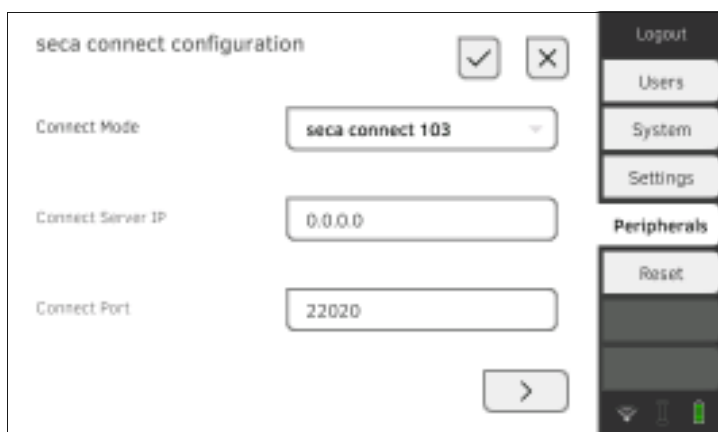 seca connect configuration
Connect Mode
seca connect 103
Connect Server IP
0.0.0.0
Connect Port
22020
Logout
Users
System
Settings
Peripherals
Reset